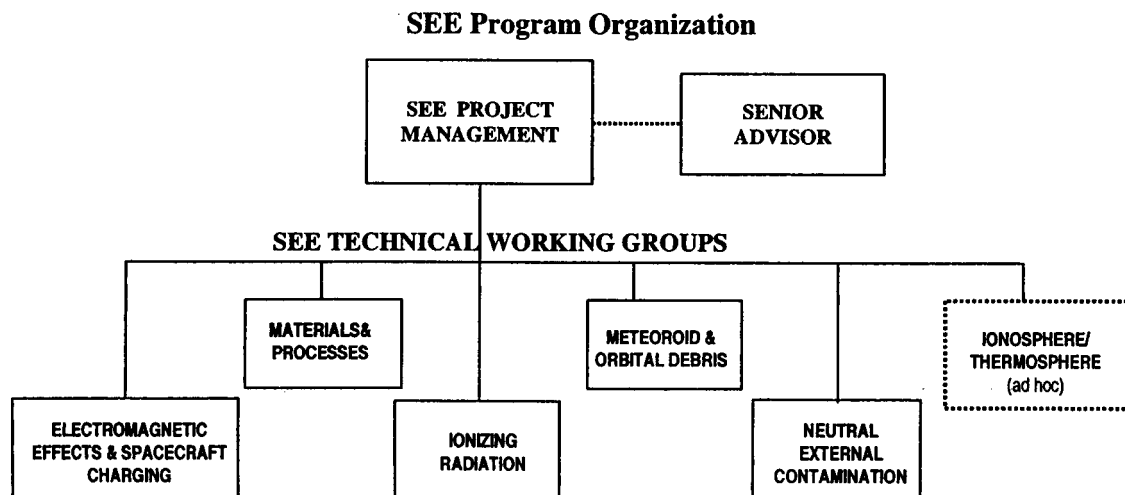 SEE Program Organization
SEE PROJECT
MANAGEMENT
SENIOR
ADVISOR
SEE TECHNICAL WORKING GROUPS
MATERIALS&
PROCESSES
METEOROID &
ORBITAL DEBRIS
IONOSPHERE/
THERMOSPHERE
(ad hoc)
ELECTROMAGNETIC
EFFECTS & SPACECRAFT
CHARGING
IONIZING
RADIATION
NEUTRAL
EXTERNAL
CONTAMINATION